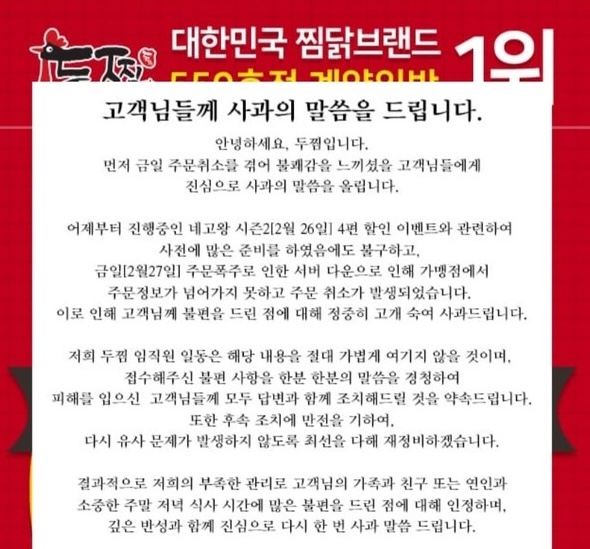 두찜
대한민국 찜닭브랜드
1위
고객님들께 사과의 말씀을 드립니다.
안녕하세요, 두찜입니다.
먼저 금일 주문취소를 겪어 불쾌감을 느끼셨을 고객님들에게
진심으로 사과의 말씀을 올립니다.
어제부터 진행중인 네고왕 시즌2[2월 26일] 4편 할인 이벤트와 관련하여
사전에 많은 준비를 하였음에도 불구하고,
금일[2월27일] 주문폭주로 인한 서버 다운으로 인해 가맹점에서
주문정보가 넘어가지 못하고 주문 취소가 발생되었습니다.
이로 인해 고객님께 불편을 드린 점에 대해 정중히 고개 숙여 사과드립니다.
저희 두찜 임직원 일동은 해당 내용을 절대 가볍게 여기지 않을 것이며,
접수해주신 불편 사항을 한분 한분의 말씀을 경청하여
피해를 입으신 고객님들께 모두 답변과 함께 조치해드릴 것을 약속드립니다.
또한 후속 조치에 만전을 기하여,
다시 유사 문제가 발생하지 않도록 최선을 다해 재정비하겠습니다.
결과적으로 저희의 부족한 관리로 고객님의 가족과 친구 또는 연인과
소중한 주말 저녁 식사 시간에 많은 불편을 드린 점에 대해 인정하며,
깊은 반성과 함께 진심으로 다시 한 번 사과 말씀 드립니다.